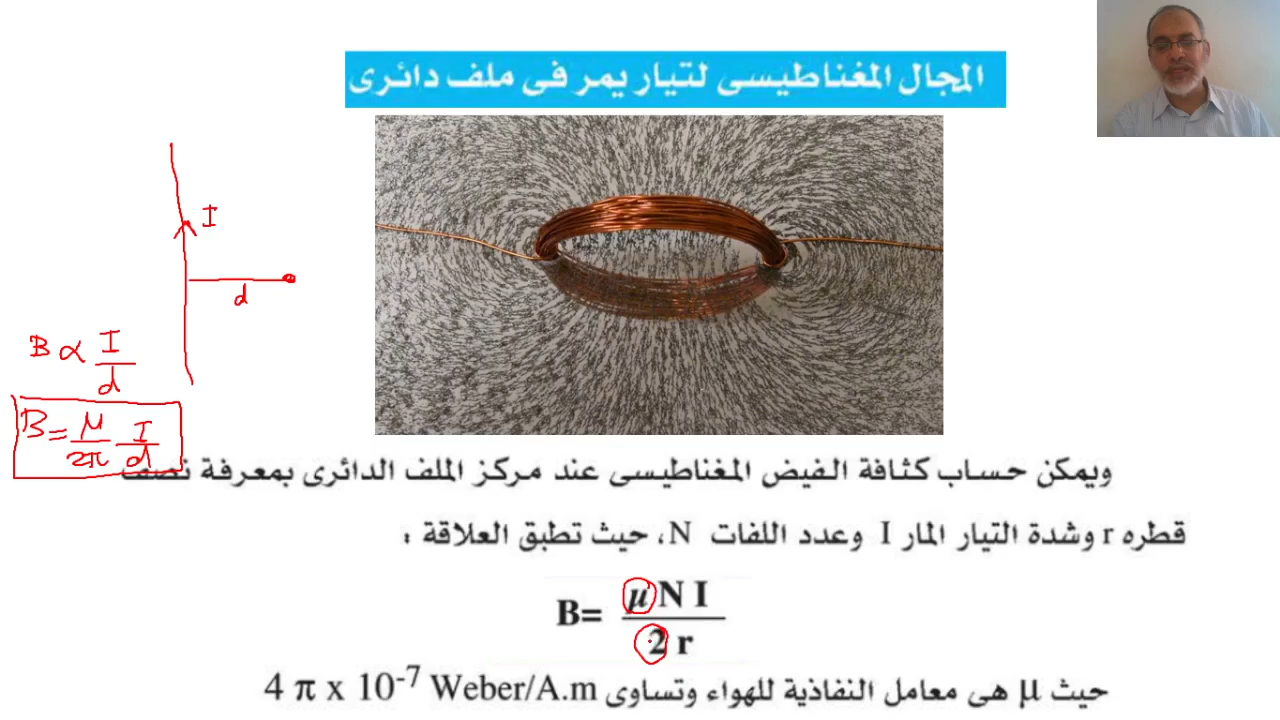 المجال المغناطيسى لتيار يمر فى ملف دائرى
I
d
B ∝ I/d
B = μ/2π I/d
ويمكن حساب كثافة الفيض المغناطيسى عند مركز الملف الدائرى بمعرفة نصف
قطره r وشدة التيار المار I وعدد اللفات N، حيث تطبق العلاقة :
B= μ N I / 2 r
حيث μ هى معامل النفاذية للهواء وتساوى 4 π x 10⁻⁷ Weber/A.m